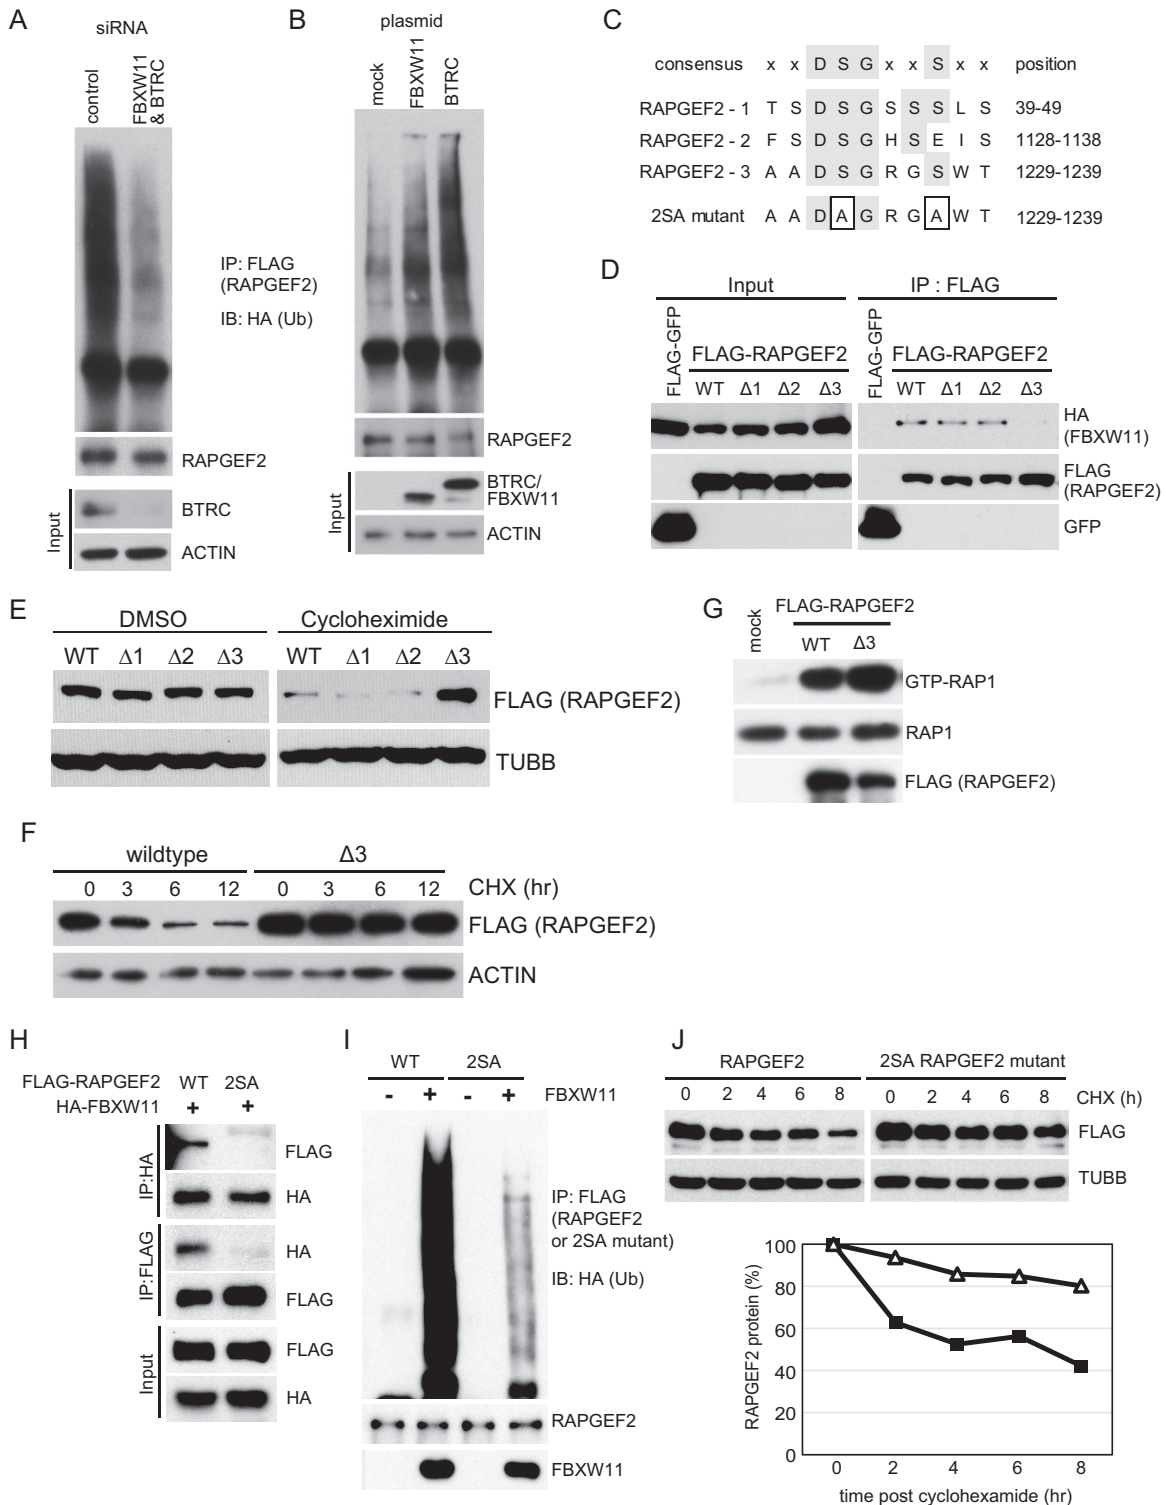 A
siRNA
control
FBXW11
& BTRC
RAPGEF2
BTRC
ACTIN
Input
IP: FLAG
(RAPGEF2)
IB: HA (Ub)
B
plasmid
mock
FBXW11
BTRC
RAPGEF2
BTRC/
FBXW11
ACTIN
Input
C
consensus x x D S G x x S x x position
RAPGEF2 - 1 T S D S G S S S L S 39-49
RAPGEF2 - 2 F S D S G H S E I S 1128-1138
RAPGEF2 - 3 A A D S G R G S W T 1229-1239
2SA mutant A A D A G R G A W T 1229-1239
D
Input IP : FLAG
FLAG-GFP
FLAG-RAPGEF2
WT Δ1 Δ2 Δ3
FLAG-GFP
FLAG-RAPGEF2
WT Δ1 Δ2 Δ3
HA
(FBXW11)
FLAG
(RAPGEF2)
GFP
E
DMSO Cycloheximide
WT Δ1 Δ2 Δ3 WT Δ1 Δ2 Δ3
FLAG (RAPGEF2)
TUBB
F
wildtype Δ3
0 3 6 12 0 3 6 12 CHX (hr)
FLAG (RAPGEF2)
ACTIN
G
mock
FLAG-RAPGEF2
WT Δ3
GTP-RAP1
RAP1
FLAG (RAPGEF2)
H
FLAG-RAPGEF2 WT 2SA
HA-FBXW11 + +
IP:HA
FLAG
HA
IP:FLAG
HA
FLAG
Input
FLAG
HA
I
WT 2SA
- + - + FBXW11
IP: FLAG
(RAPGEF2
or 2SA mutant)
IB: HA (Ub)
RAPGEF2
FBXW11
J
RAPGEF2 2SA RAPGEF2 mutant
0 2 4 6 8 0 2 4 6 8 CHX (h)
FLAG
TUBB
RAPGEF2 protein (%)
100
80
60
40
20
0
0 2 4 6 8
time post cyclohexamide (hr)